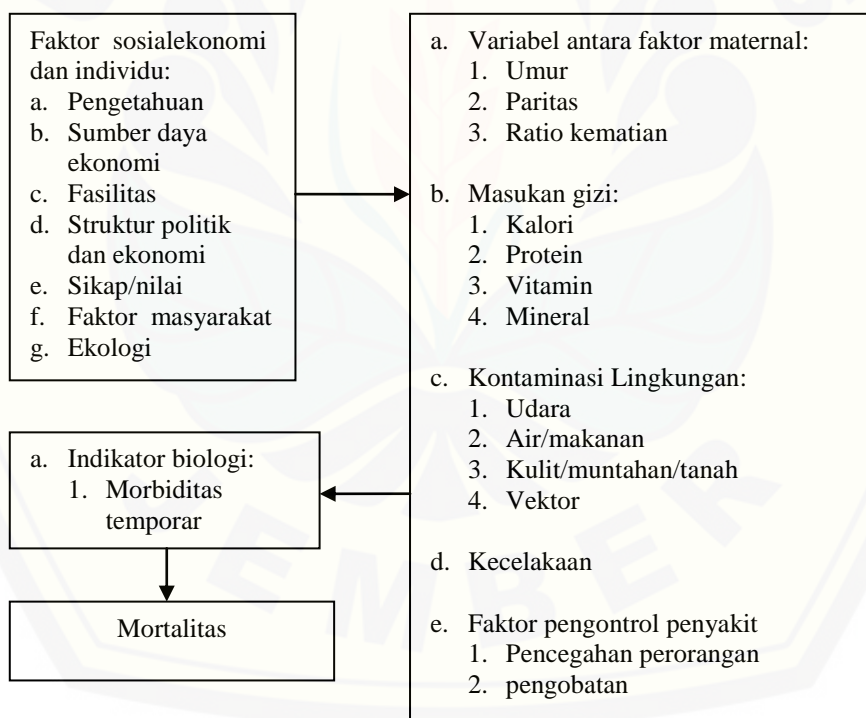 Faktor sosialekonomi
dan individu:
a. Pengetahuan
b. Sumber daya
ekonomi
c. Fasilitas
d. Struktur politik
dan ekonomi
e. Sikap/nilai
f. Faktor masyarakat
g. Ekologi
a. Indikator biologi:
1. Morbiditas
temporar
Mortalitas
a. Variabel antara faktor maternal:
1. Umur
2. Paritas
3. Ratio kematian
b. Masukan gizi:
1. Kalori
2. Protein
3. Vitamin
4. Mineral
c. Kontaminasi Lingkungan:
1. Udara
2. Air/makanan
3. Kulit/muntahan/tanah
4. Vektor
d. Kecelakaan
e. Faktor pengontrol penyakit
1. Pencegahan perorangan
2. pengobatan
JEMBER